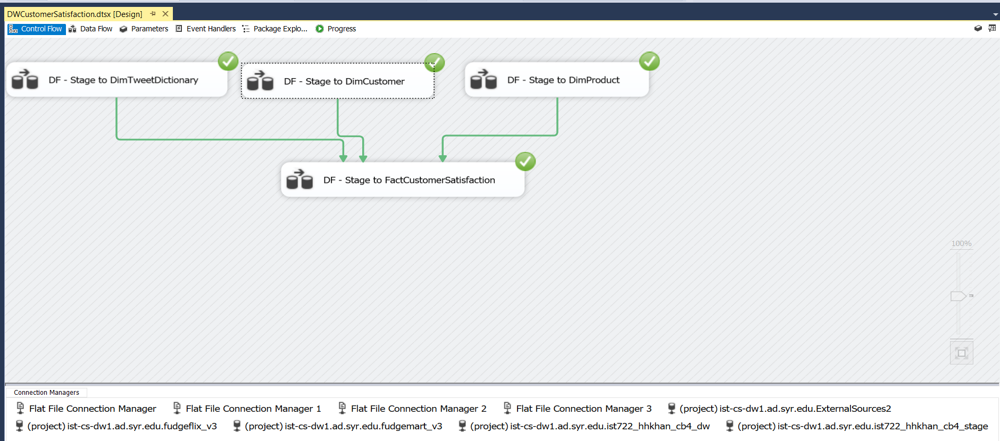 DWCustomerSatisfaction.dtsx [Design]
Control Flow Data Flow Parameters Event Handlers Package Explo... Progress
DF - Stage to DimTweetDictionary
DF - Stage to DimCustomer
DF - Stage to DimProduct
DF - Stage to FactCustomerSatisfaction
100%
Connection Managers
Flat File Connection Manager Flat File Connection Manager 1 Flat File Connection Manager 2 Flat File Connection Manager 3 (project) ist-cs-dw1.ad.syr.edu.ExternalSources2
(project) ist-cs-dw1.ad.syr.edu.fudgeflix_v3 (project) ist-cs-dw1.ad.syr.edu.fudgemart_v3 (project) ist-cs-dw1.ad.syr.edu.ist722_hhkhan_cb4_dw (project) ist-cs-dw1.ad.syr.edu.ist722_hhkhan_cb4_stage